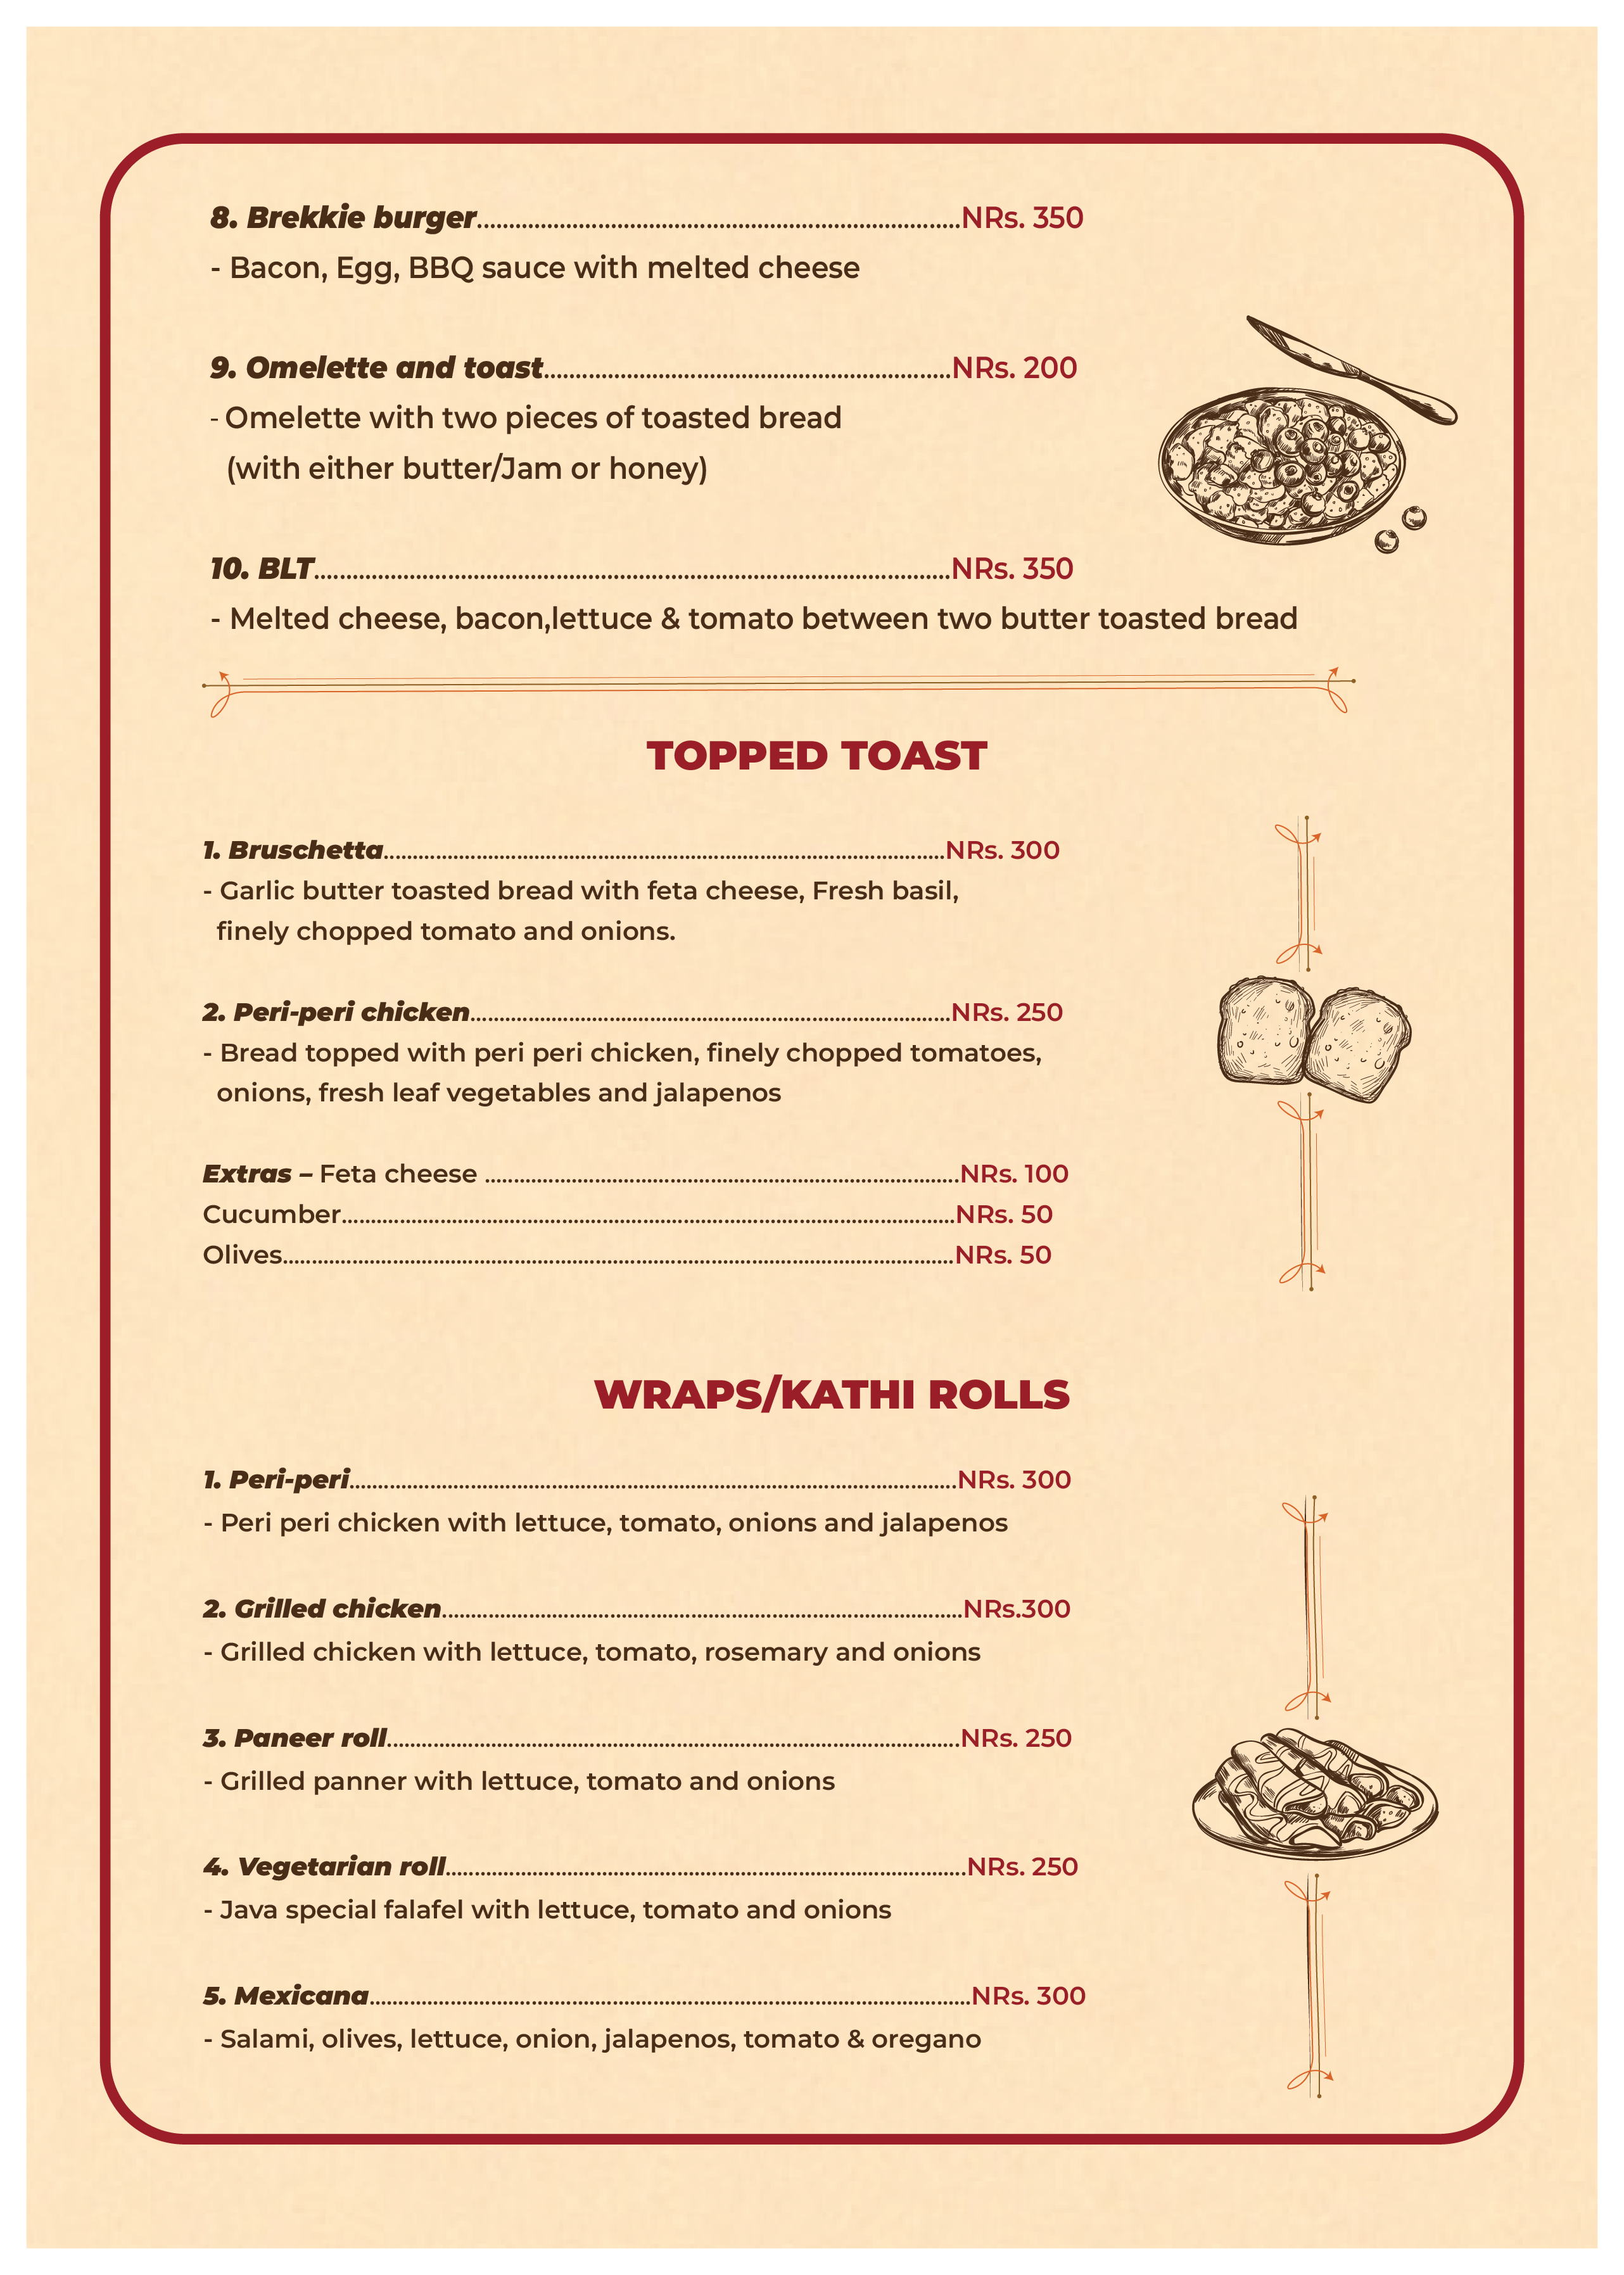 8. Brekkie burger............................................................................NRs. 350
- Bacon, Egg, BBQ sauce with melted cheese
9. Omelette and toast................................................................NRs. 200
- Omelette with two pieces of toasted bread
(with either butter/Jam or honey)
10. BLT....................................................................................................NRs. 350
- Melted cheese, bacon,lettuce & tomato between two butter toasted bread
TOPPED TOAST
1. Bruschetta.................................................................................................NRs. 300
- Garlic butter toasted bread with feta cheese, Fresh basil,
finely chopped tomato and onions.
2. Peri-peri chicken...................................................................................NRs. 250
- Bread topped with peri peri chicken, finely chopped tomatoes,
onions, fresh leaf vegetables and jalapenos
Extras – Feta cheese ..................................................................................NRs. 100
Cucumber..........................................................................................................NRs. 50
Olives....................................................................................................................NRs. 50
WRAPS/KATHI ROLLS
1. Peri-peri.........................................................................................................NRs. 300
- Peri peri chicken with lettuce, tomato, onions and jalapenos
2. Grilled chicken..........................................................................................NRs.300
- Grilled chicken with lettuce, tomato, rosemary and onions
3. Paneer roll...................................................................................................NRs. 250
- Grilled panner with lettuce, tomato and onions
4. Vegetarian roll..........................................................................................NRs. 250
- Java special falafel with lettuce, tomato and onions
5. Mexicana........................................................................................................NRs. 300
- Salami, olives, lettuce, onion, jalapenos, tomato & oregano